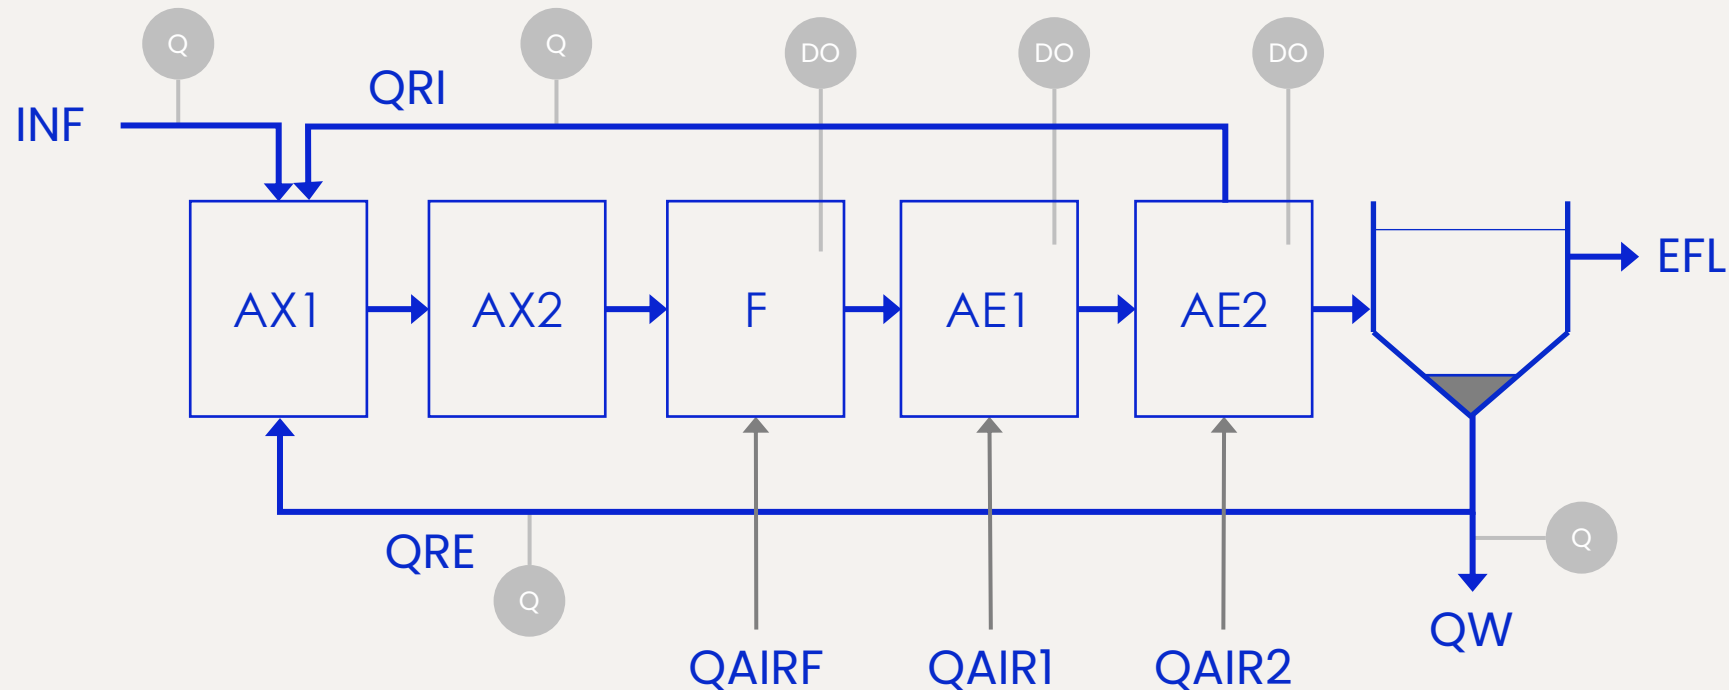 Q
Q
DO
DO
DO
QRI
INF
EFL
AX1
AX2
F
AE1
AE2
Q
QRE
Q
QW
QAIRF
QAIR1
QAIR2